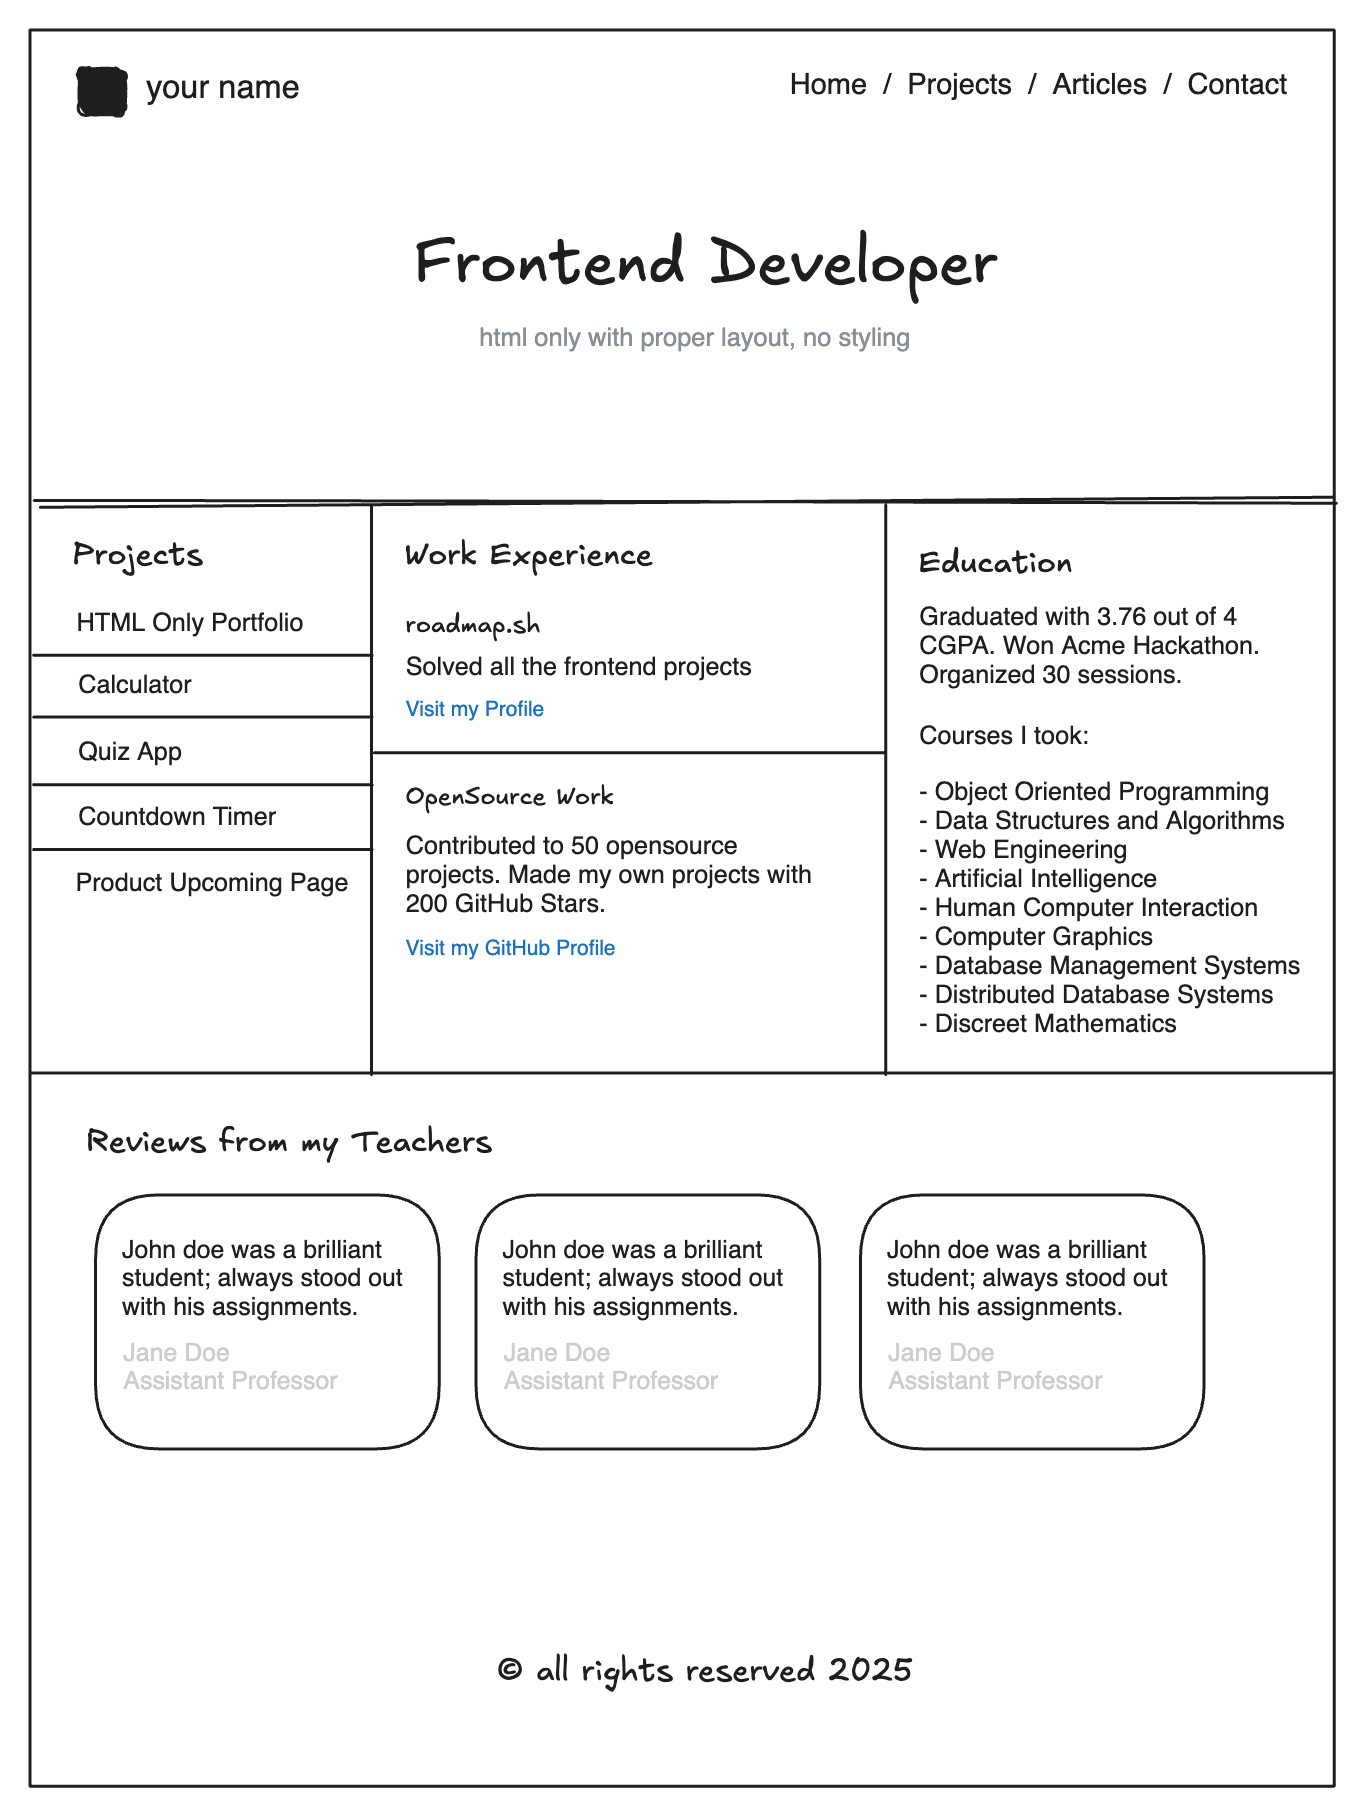 your name
Home / Projects / Articles / Contact
Frontend Developer
html only with proper layout, no styling
Projects
HTML Only Portfolio
Calculator
Quiz App
Countdown Timer
Product Upcoming Page
Work Experience
roadmap.sh
Solved all the frontend projects
Visit my Profile
OpenSource Work
Contributed to 50 opensource
projects. Made my own projects with
200 GitHub Stars.
Visit my GitHub Profile
Education
Graduated with 3.76 out of 4
CGPA. Won Acme Hackathon.
Organized 30 sessions.
Courses I took:
- Object Oriented Programming
- Data Structures and Algorithms
- Web Engineering
- Artificial Intelligence
- Human Computer Interaction
- Computer Graphics
- Database Management Systems
- Distributed Database Systems
- Discreet Mathematics
Reviews from my Teachers
John doe was a brilliant
student; always stood out
with his assignments.
Jane Doe
Assistant Professor
John doe was a brilliant
student; always stood out
with his assignments.
Jane Doe
Assistant Professor
John doe was a brilliant
student; always stood out
with his assignments.
Jane Doe
Assistant Professor
© all rights reserved 2025